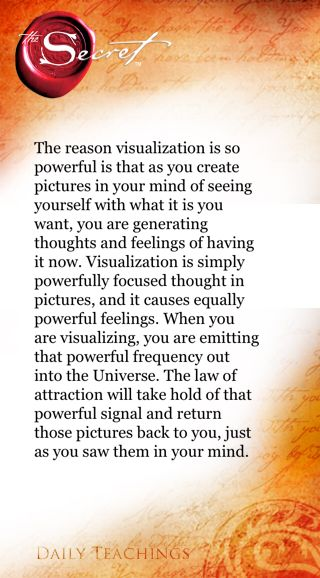 the
Secret™
The reason visualization is so
powerful is that as you create
pictures in your mind of seeing
yourself with what it is you
want, you are generating
thoughts and feelings of having
it now. Visualization is simply
powerfully focused thought in
pictures, and it causes equally
powerful feelings. When you
are visualizing, you are emitting
that powerful frequency out
into the Universe. The law of
attraction will take hold of that
powerful signal and return
those pictures back to you, just
as you saw them in your mind.
DAILY TEACHINGS